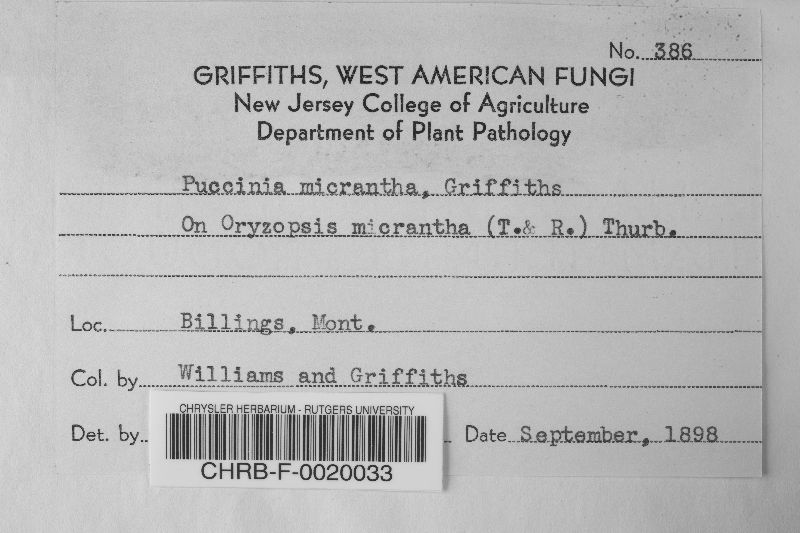 No. 386
GRIFFITHS, WEST AMERICAN FUNGI
New Jersey College of Agriculture
Department of Plant Pathology
Puccinia micrantha, Griffiths
On Oryzopsis micrantha (T.& R.) Thurb.
Loc. Billings, Mont.
Col. by Williams and Griffiths
Det. by Date September, 1898
CHRYSLER HERBARIUM - RUTGERS UNIVERSITY
CHRB-F-0020033